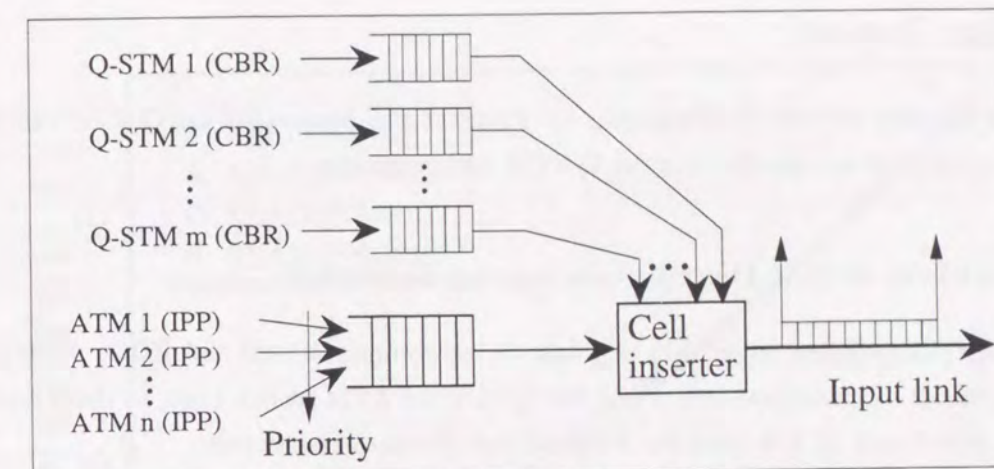 Q-STM 1 (CBR)
Q-STM 2 (CBR)
Q-STM m (CBR)
ATM 1 (IPP)
ATM 2 (IPP)
ATM n (IPP)
Priority
Cell
inserter
Input link